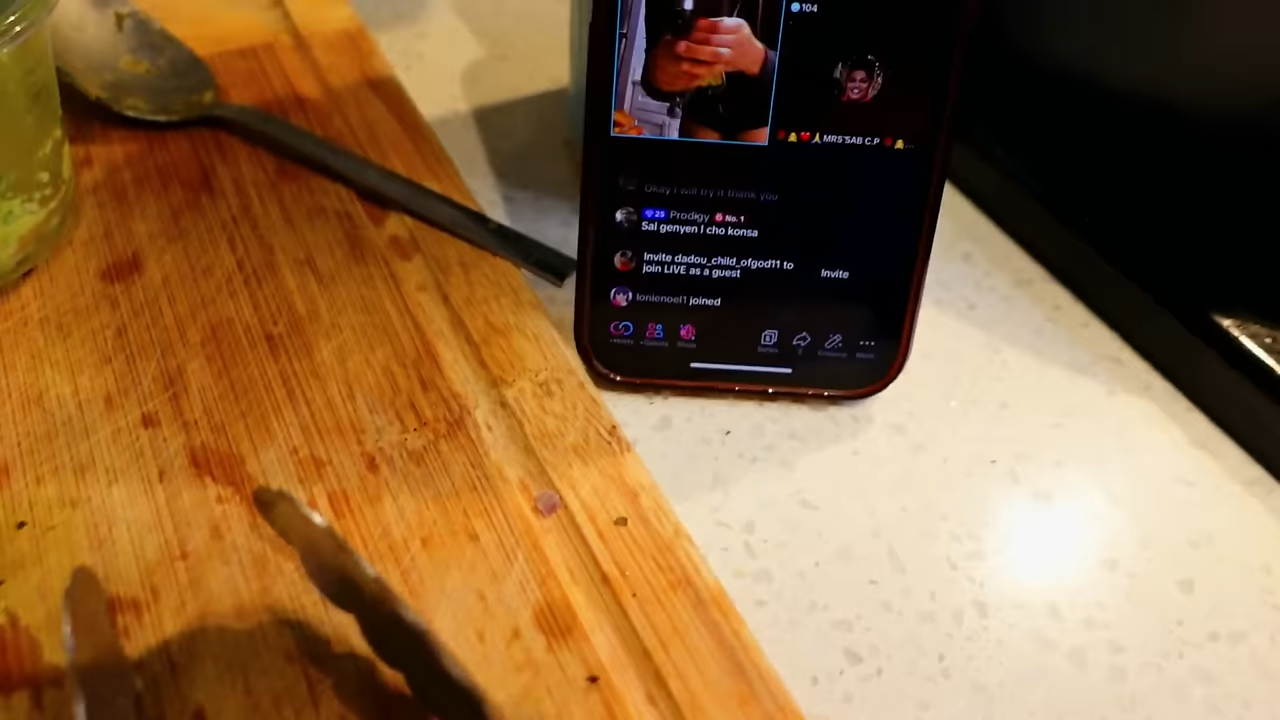 104
MRS'SAB C.P
Okay I will try it thank you
25 Prodigy No. 1
Sal genyen l cho konsa
Invite dadou_child_ofgod11 to
join LIVE as a guest
Invite
lonienoel1 joined